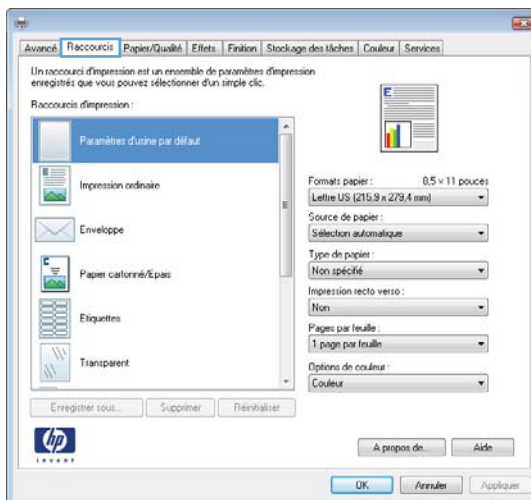 Avancé Raccourcis Papier/Qualité Effets Finition Stockage des tâches Couleur Services
Un raccourci d'impression est un ensemble de paramètres d'impression
enregistrés que vous pouvez sélectionner d'un simple clic.
Raccourcis d'impression :
Paramètres d'usine par défaut
Impression ordinaire
Enveloppe
Papier cartonné/Epais
Etiquettes
Transparent
E
Formats papier : 8,5 × 11 pouces
Lettre US (215,9 x 279,4 mm)
Source de papier :
Sélection automatique
Type de papier :
Non spécifié
Impression recto verso :
Non
Pages par feuille :
1 page par feuille
Options de couleur :
Couleur
Enregistrer sous... Supprimer Réinitialiser
hp
invent
A propos de... Aide
OK Annuler Appliquer